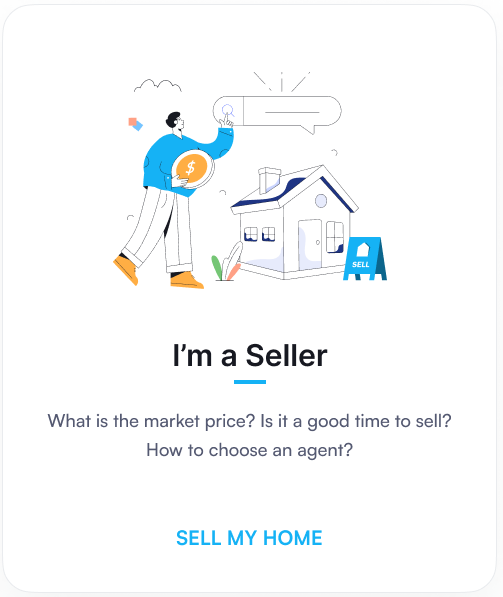 $
SELL
I’m a Seller
What is the market price? Is it a good time to sell?
How to choose an agent?
SELL MY HOME